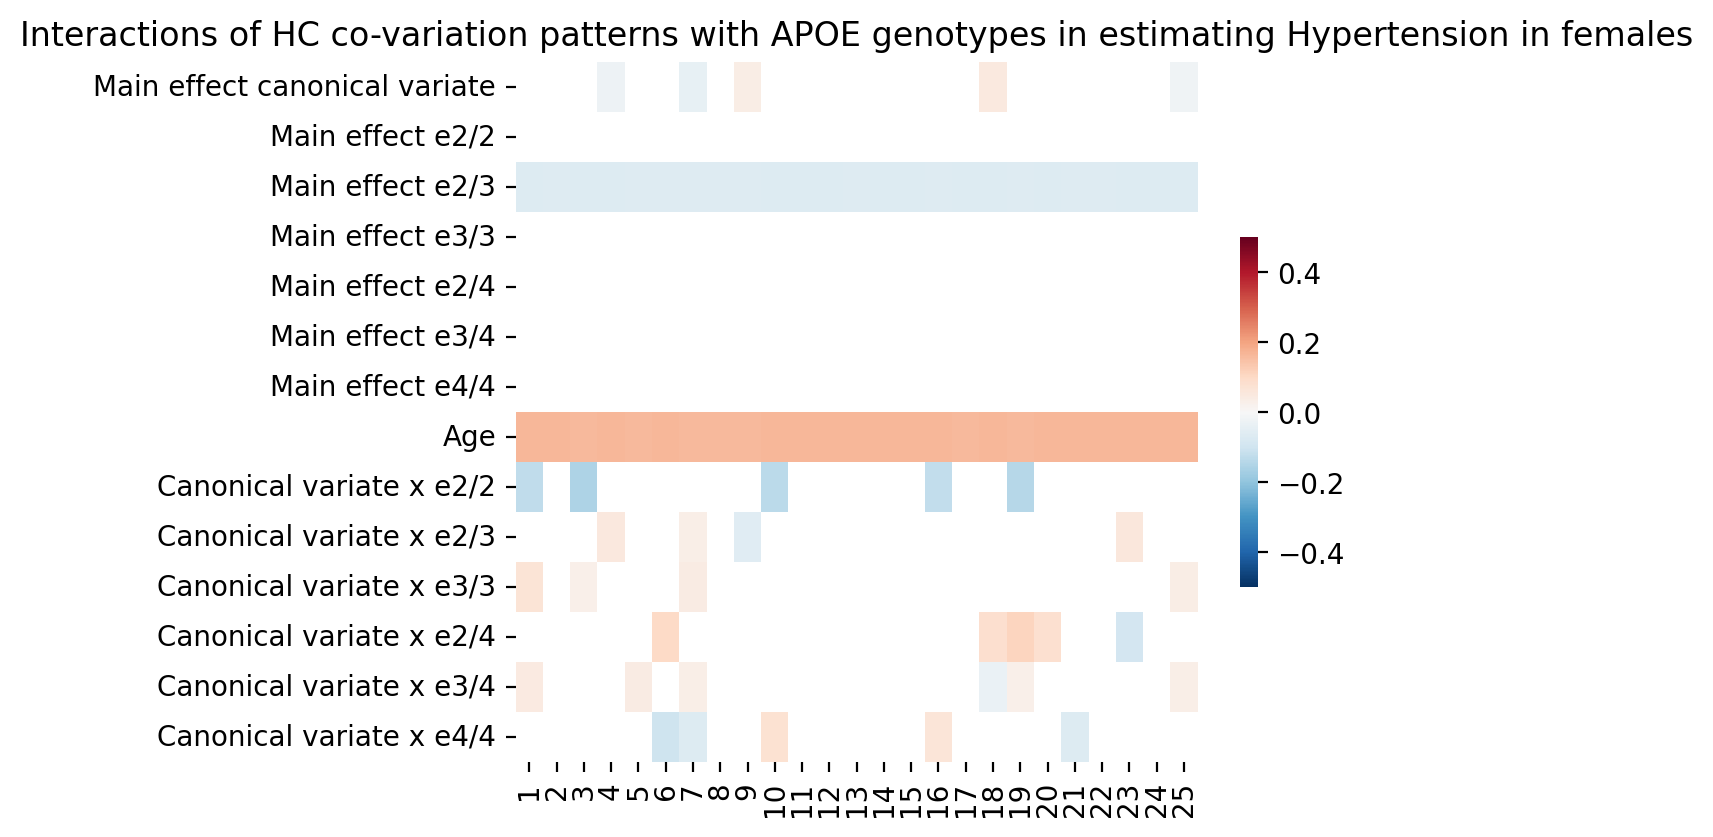 Interactions of HC co-variation patterns with APOE genotypes in estimating Hypertension in females
Main effect canonical variate
Main effect e2/2
Main effect e2/3
Main effect e3/3
Main effect e2/4
Main effect e3/4
Main effect e4/4
Age
Canonical variate x e2/2
Canonical variate x e2/3
Canonical variate x e3/3
Canonical variate x e2/4
Canonical variate x e3/4
Canonical variate x e4/4
1 2 3 4 5 6 7 8 9 10 11 12 13 14 15 16 17 18 19 20 21 22 23 24 25
0.4
0.2
0.0
−0.2
−0.4